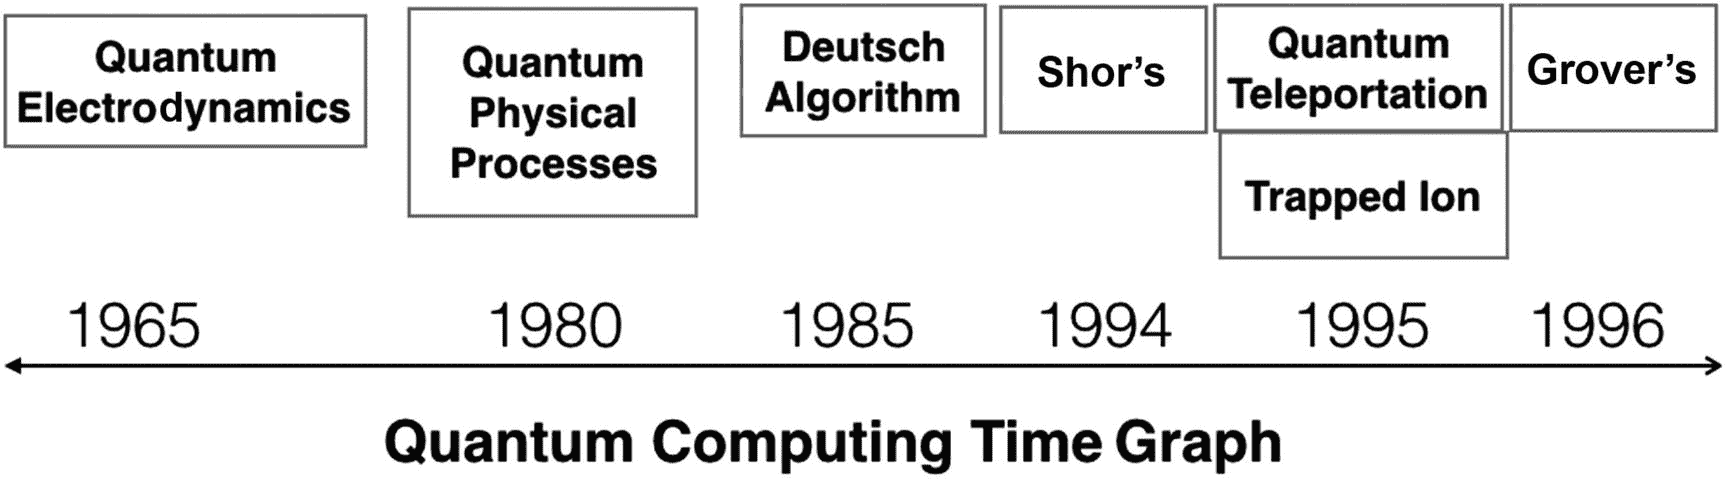 Quantum
Electrodynamics
Quantum
Physical
Processes
Deutsch
Algorithm
Shor’s
Quantum
Teleportation
Trapped Ion
Grover’s
1965
1980
1985
1994
1995
1996
Quantum Computing Time Graph